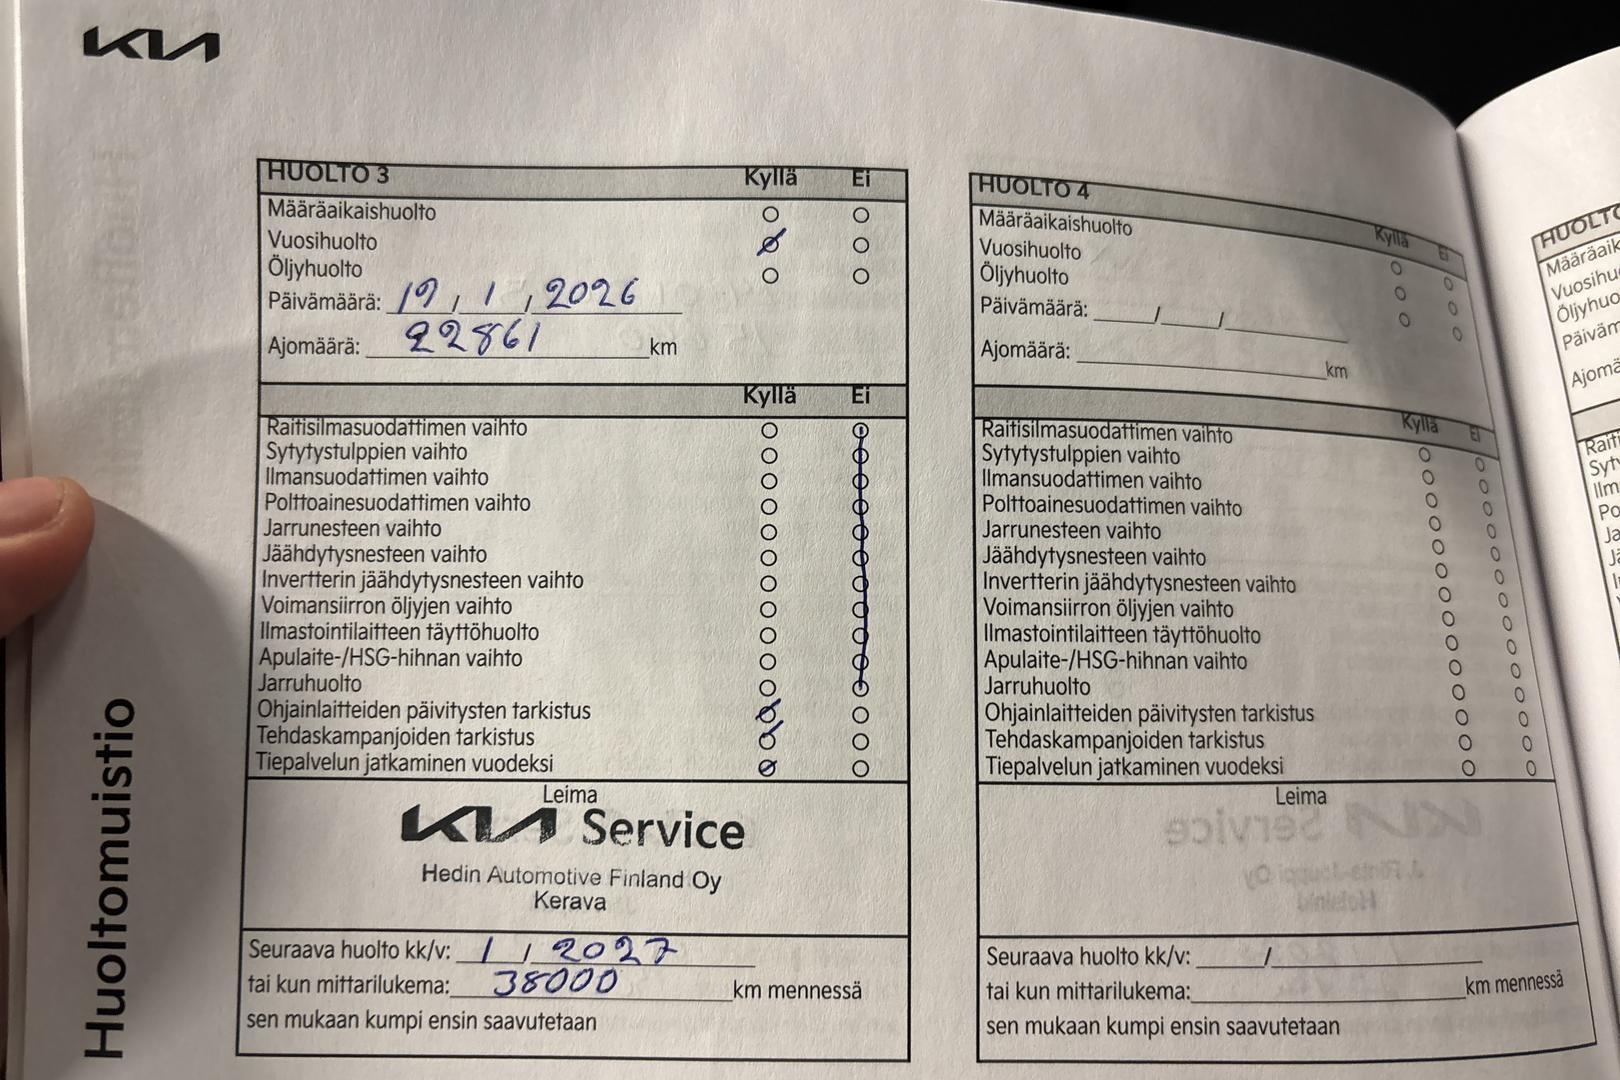 KIA
Huoltomuistio
HUOLTO 3 Kyllä Ei
Määräaikaishuolto
Vuosihuolto
Öljyhuolto
Päivämäärä: 19 / 1 / 2026
Ajomäärä: 22861 km
Kyllä Ei
Raitisilmasuodattimen vaihto
Sytytystulppien vaihto
Ilmansuodattimen vaihto
Polttoainesuodattimen vaihto
Jarrunesteen vaihto
Jäähdytysnesteen vaihto
Invertterin jäähdytysnesteen vaihto
Voimansiirron öljyjen vaihto
Ilmastointilaitteen täyttöhuolto
Apulaite-/HSG-hihnan vaihto
Jarruhuolto
Ohjainlaitteiden päivitysten tarkistus
Tehdaskampanjoiden tarkistus
Tiepalvelun jatkaminen vuodeksi
Leima
KIA Service
Hedin Automotive Finland Oy
Kerava
Seuraava huolto kk/v: 1 / 2027
tai kun mittarilukema: 38000 km mennessä
sen mukaan kumpi ensin saavutetaan
HUOLTO 4
Kyllä Ei
Määräaikaishuolto
Vuosihuolto
Öljyhuolto
Päivämäärä: / /
Ajomäärä: km
Kyllä Ei
Raitisilmasuodattimen vaihto
Sytytystulppien vaihto
Ilmansuodattimen vaihto
Polttoainesuodattimen vaihto
Jarrunesteen vaihto
Jäähdytysnesteen vaihto
Invertterin jäähdytysnesteen vaihto
Voimansiirron öljyjen vaihto
Ilmastointilaitteen täyttöhuolto
Apulaite-/HSG-hihnan vaihto
Jarruhuolto
Ohjainlaitteiden päivitysten tarkistus
Tehdaskampanjoiden tarkistus
Tiepalvelun jatkaminen vuodeksi
Leima
Seuraava huolto kk/v: /
tai kun mittarilukema: km mennessä
sen mukaan kumpi ensin saavutetaan